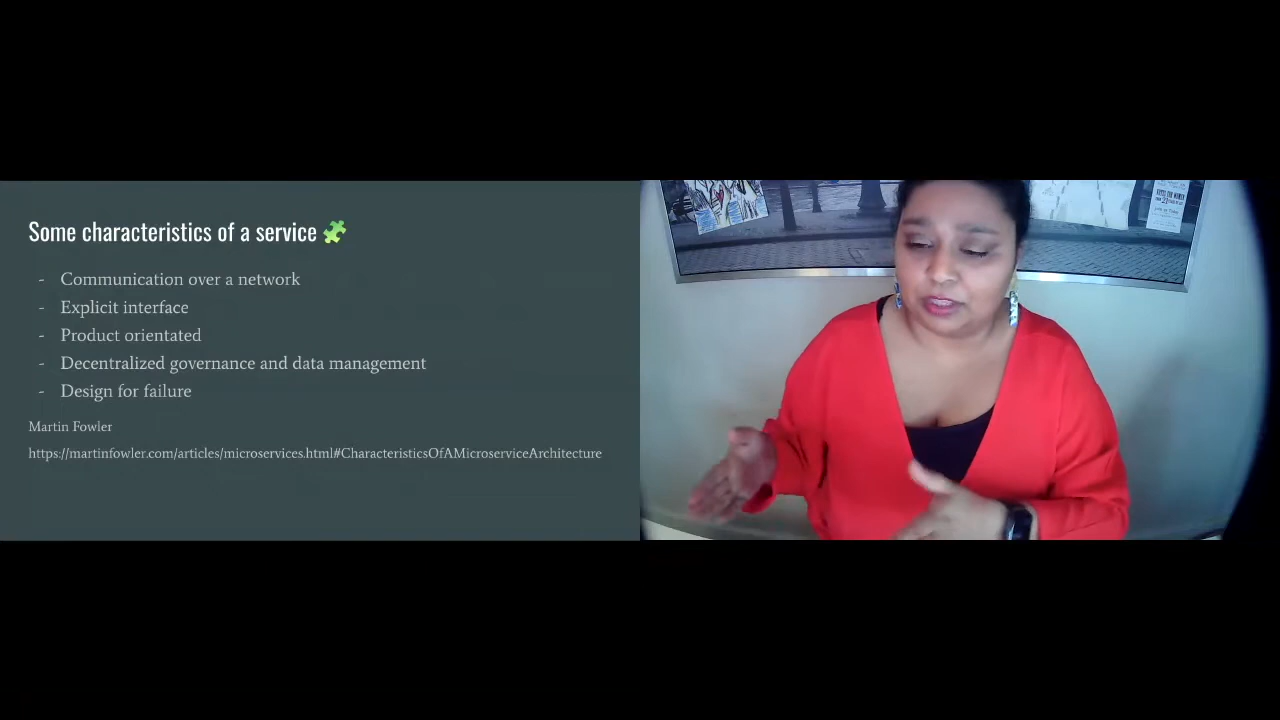 Some characteristics of a service 🧩
- Communication over a network
- Explicit interface
- Product orientated
- Decentralized governance and data management
- Design for failure
Martin Fowler
https://martinfowler.com/articles/microservices.html#CharacteristicsOfAMicroserviceArchitecture